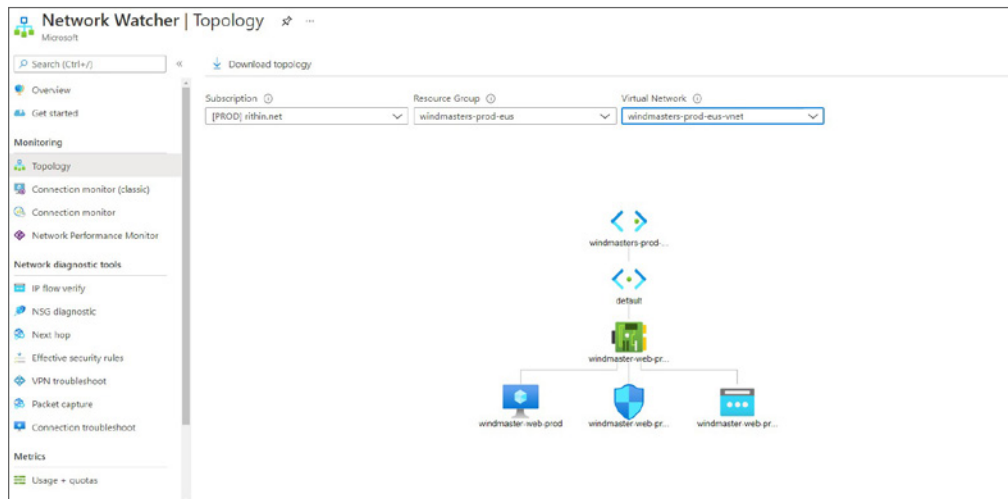 Network Watcher | Topology
Microsoft
Search (Ctrl+/)
Overview
Get started
Monitoring
Topology
Connection monitor (classic)
Connection monitor
Network Performance Monitor
Network diagnostic tools
IP flow verify
NSG diagnostic
Next hop
Effective security rules
VPN troubleshoot
Packet capture
Connection troubleshoot
Metrics
Usage + quotas
Download topology
Subscription
[PROD] rithin.net
Resource Group
windmasters-prod-eus
Virtual Network
windmasters-prod-eus-vnet
windmasters-prod-...
default
windmaster-web-pr...
windmaster-web-prod
windmaster-web-pr...
windmaster-web-pr...